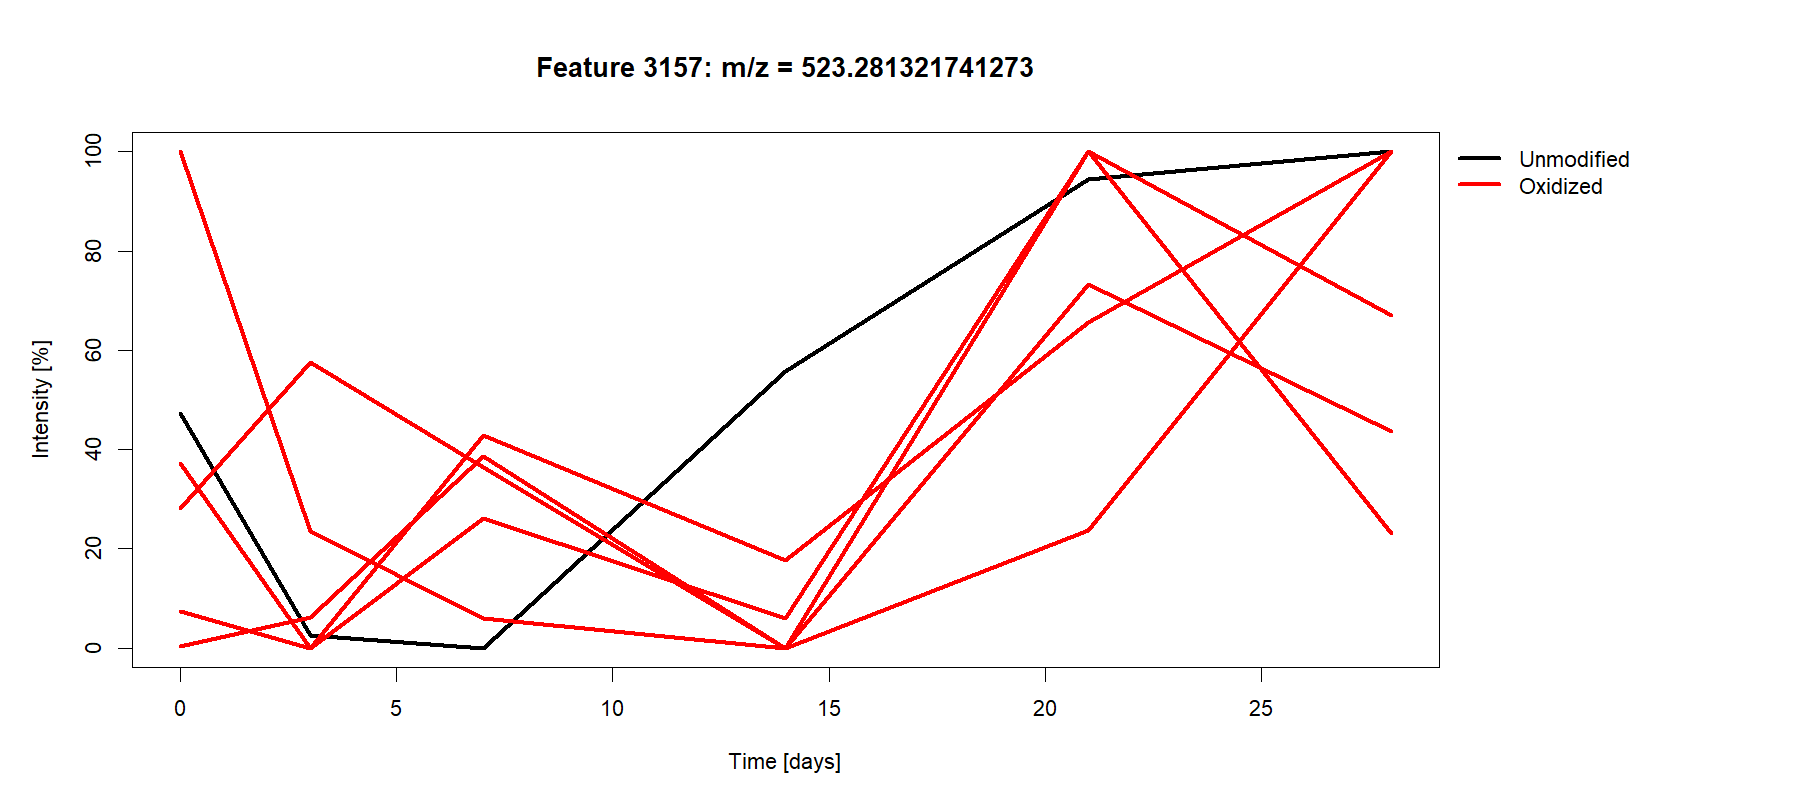 Feature 3157: m/z = 523.281321741273
Unmodified
Oxidized
Intensity [%]
100
80
60
40
20
0
0 5 10 15 20 25
Time [days]